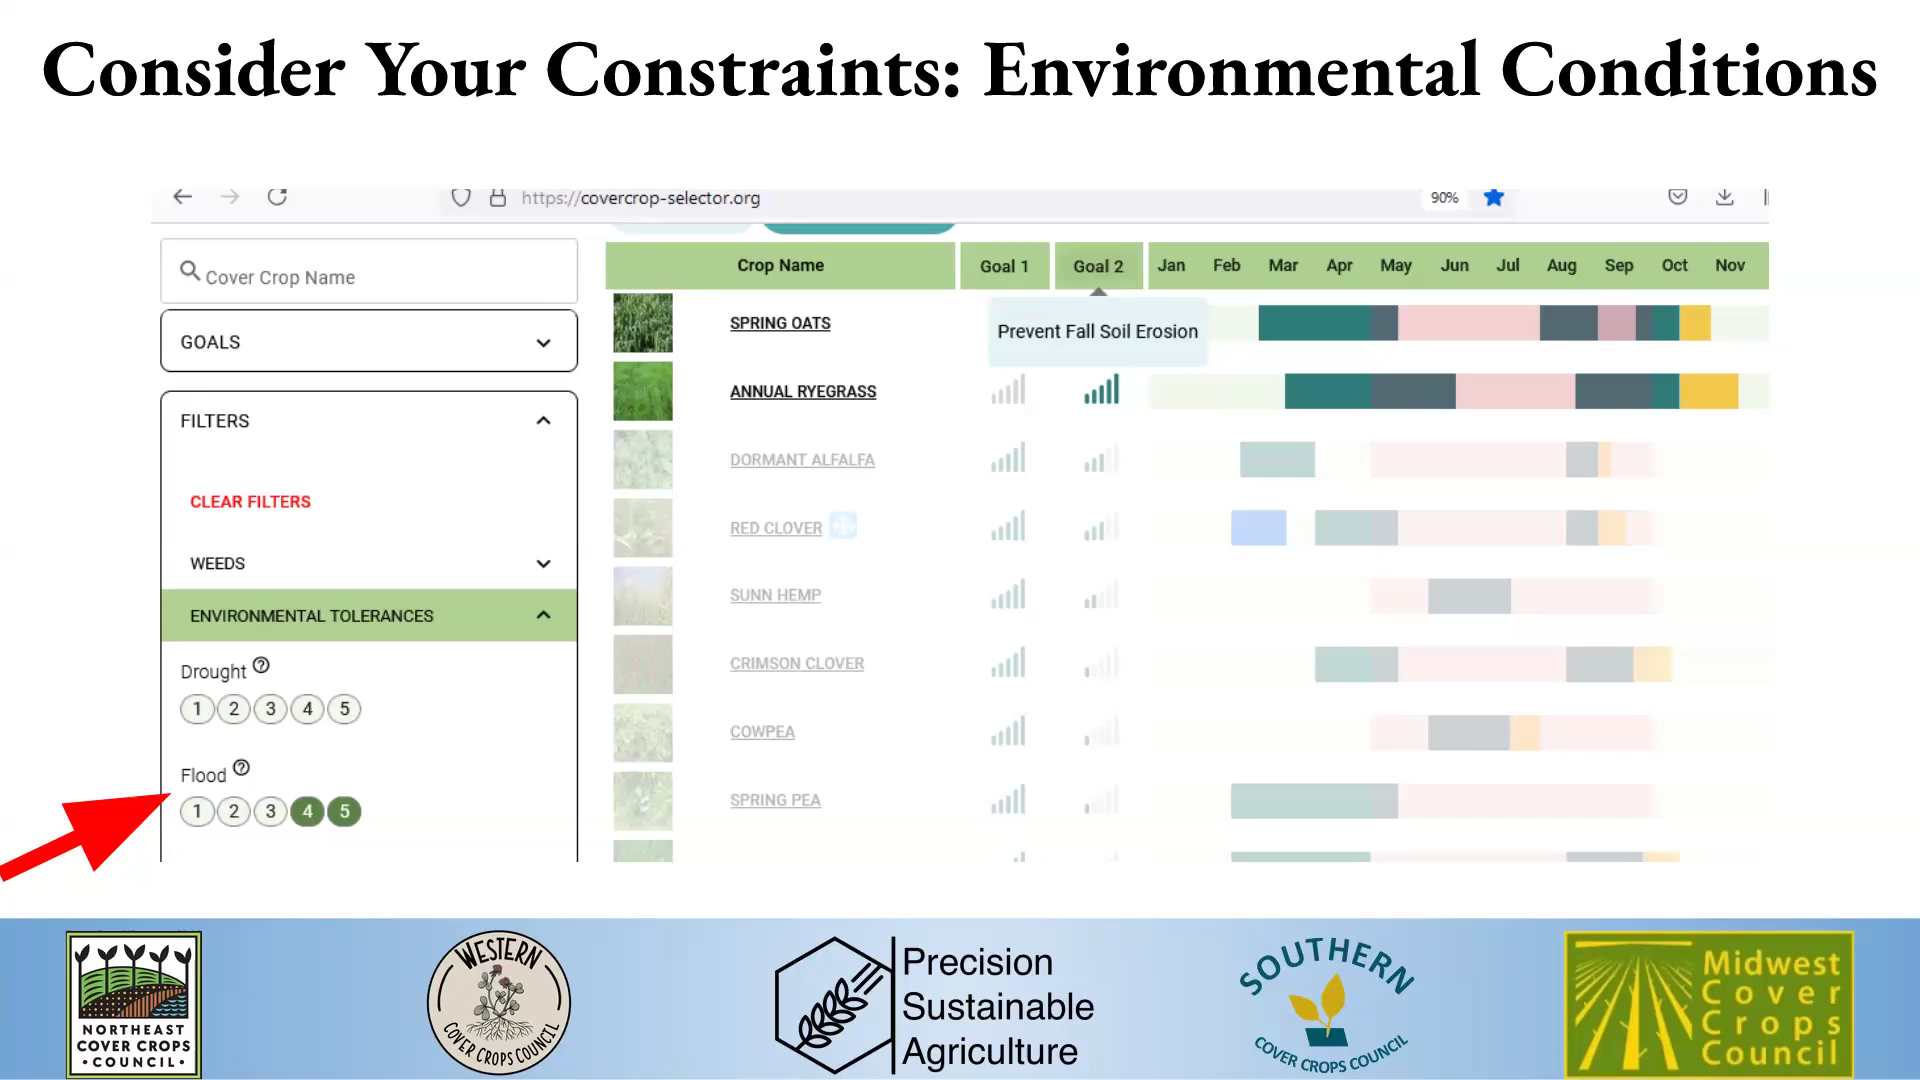 Consider Your Constraints: Environmental Conditions
https://covercrop-selector.org
90%
Cover Crop Name
GOALS
FILTERS
CLEAR FILTERS
WEEDS
ENVIRONMENTAL TOLERANCES
Drought
1 2 3 4 5
Flood
1 2 3 4 5
Crop Name Goal 1 Goal 2 Jan Feb Mar Apr May Jun Jul Aug Sep Oct Nov
SPRING OATS
Prevent Fall Soil Erosion
ANNUAL RYEGRASS
DORMANT ALFALFA
RED CLOVER
SUNN HEMP
CRIMSON CLOVER
COWPEA
SPRING PEA
NORTHEAST
COVER CROPS
·COUNCIL·
WESTERN
COVER CROPS COUNCIL
Precision
Sustainable
Agriculture
SOUTHERN
COVER CROPS COUNCIL
Midwest
Cover
Crops
Council